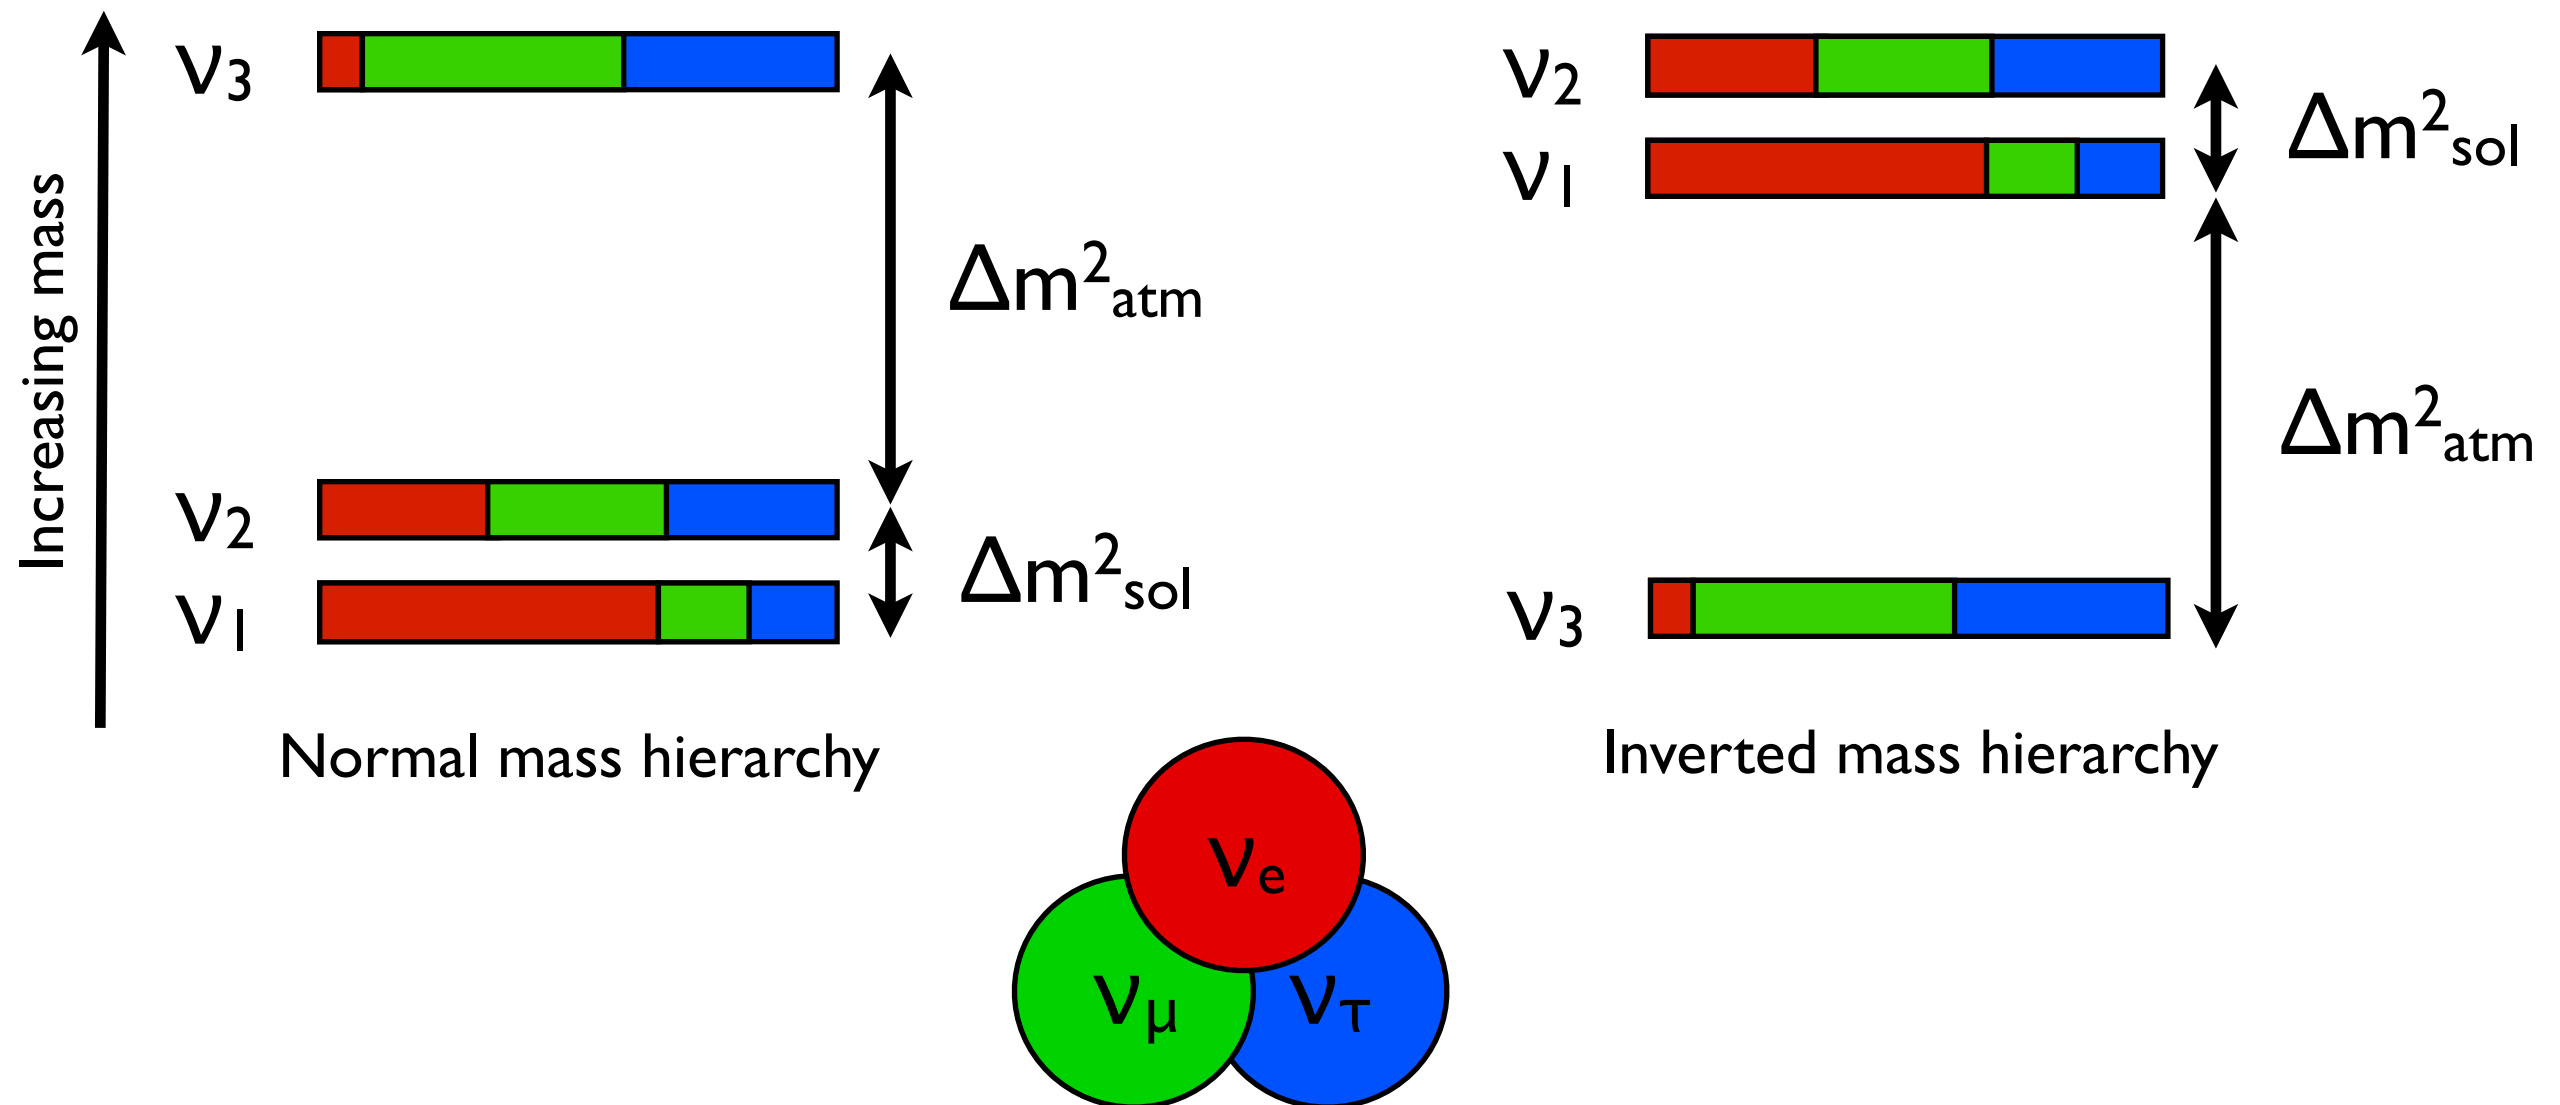 Increasing mass
ν3
Δm²atm
ν2
Δm²sol
ν1
Normal mass hierarchy
ν2
Δm²sol
ν1
Δm²atm
ν3
Inverted mass hierarchy
νe
νμ
ντ